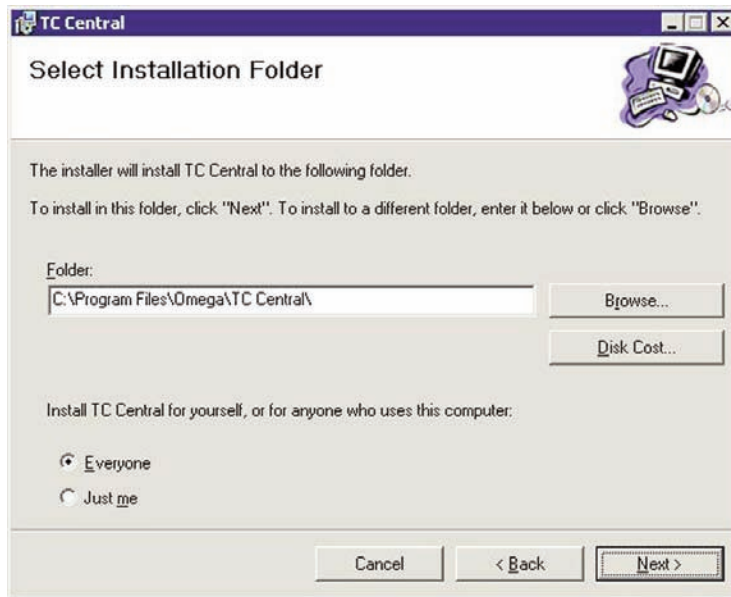 TC Central
Select Installation Folder
The installer will install TC Central to the following folder.
To install in this folder, click "Next". To install to a different folder, enter it below or click "Browse".
Folder:
C:\Program Files\Omega\TC Central\
Browse...
Disk Cost...
Install TC Central for yourself, or for anyone who uses this computer:
Everyone
Just me
Cancel
< Back
Next >